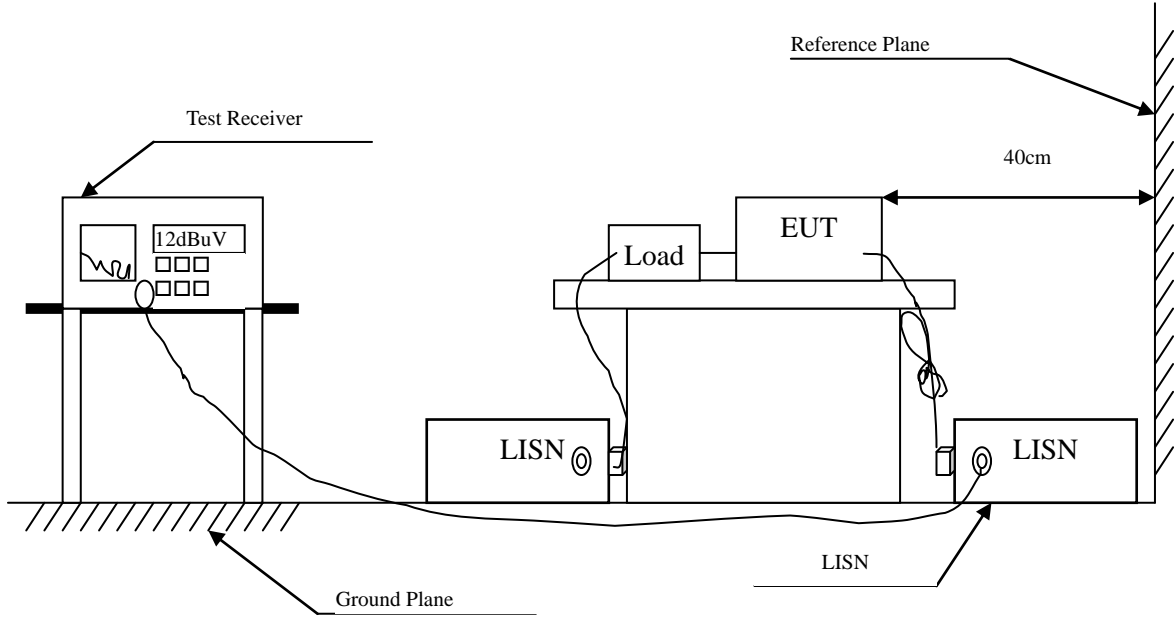 Reference Plane
Test Receiver
40cm
12dBuV
Load
EUT
LISN
LISN
LISN
Ground Plane